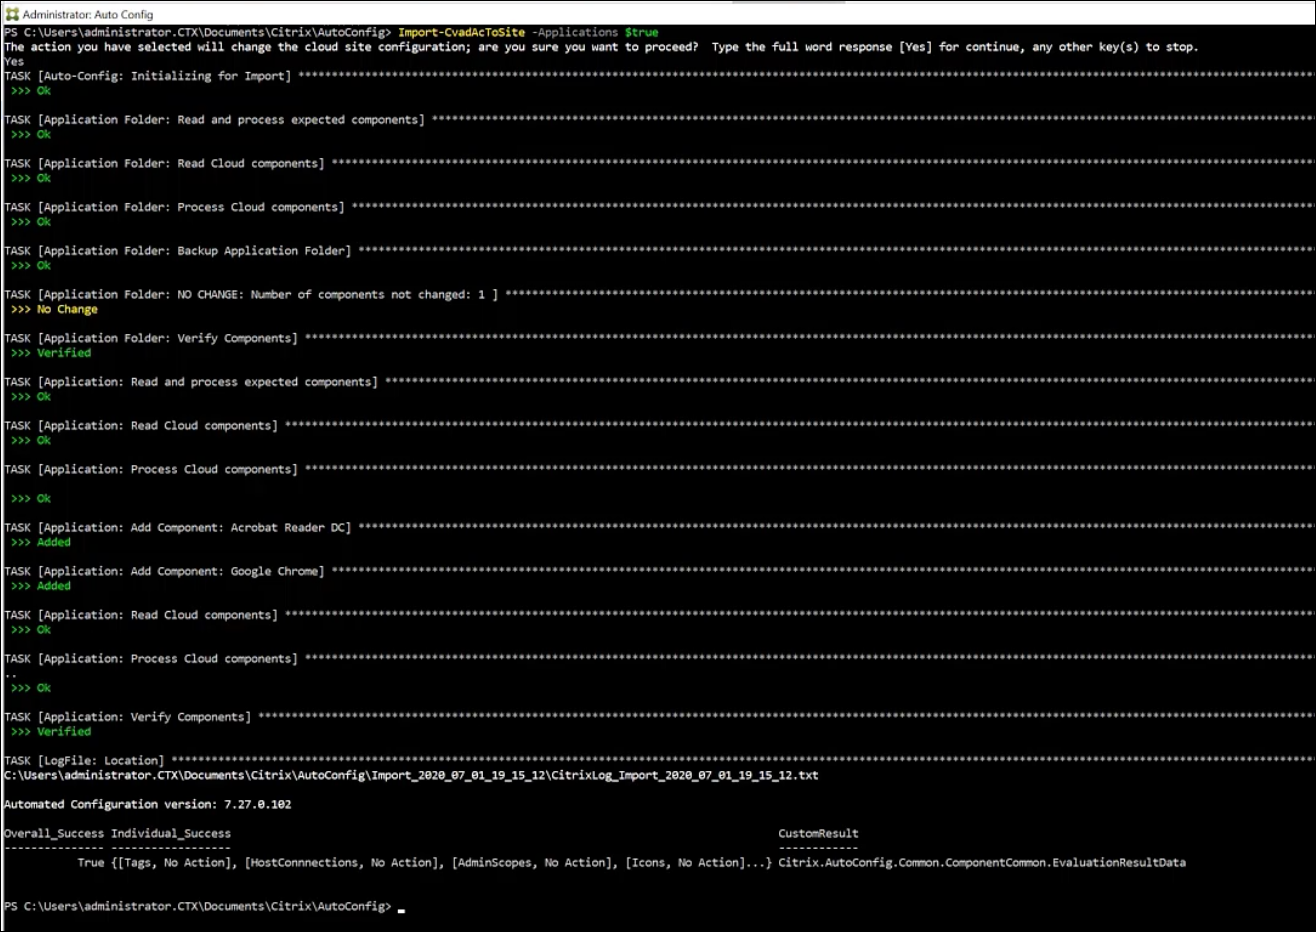 Administrator: Auto Config
PS C:\Users\administrator.CTX\Documents\Citrix\AutoConfig> Import-CvadAcToSite -Applications $true
The action you have selected will change the cloud site configuration; are you sure you want to proceed?  Type the full word response [Yes] for continue, any other key(s) to stop.
Yes
TASK [Auto-Config: Initializing for Import] ****************************************************************************************************************************************************
>>> Ok
TASK [Application Folder: Read and process expected components] ************************************************************************************************************************************
>>> Ok
TASK [Application Folder: Read Cloud components] ***************************************************************************************************************************************************
>>> Ok
TASK [Application Folder: Process Cloud components] ************************************************************************************************************************************************
>>> Ok
TASK [Application Folder: Backup Application Folder] ***********************************************************************************************************************************************
>>> Ok
TASK [Application Folder: NO CHANGE: Number of components not changed: 1 ] *************************************************************************************************************************
>>> No Change
TASK [Application Folder: Verify Components] *******************************************************************************************************************************************************
>>> Verified
TASK [Application: Read and process expected components] *******************************************************************************************************************************************
>>> Ok
TASK [Application: Read Cloud components] **********************************************************************************************************************************************************
>>> Ok
TASK [Application: Process Cloud components] *******************************************************************************************************************************************************
>>> Ok
TASK [Application: Add Component: Acrobat Reader DC] ***********************************************************************************************************************************************
>>> Added
TASK [Application: Add Component: Google Chrome] ***************************************************************************************************************************************************
>>> Added
TASK [Application: Read Cloud components] **********************************************************************************************************************************************************
>>> Ok
TASK [Application: Process Cloud components] *******************************************************************************************************************************************************
..
>>> Ok
TASK [Application: Verify Components] **************************************************************************************************************************************************************
>>> Verified
TASK [LogFile: Location] ***************************************************************************************************************************************************************************
C:\Users\administrator.CTX\Documents\Citrix\AutoConfig\Import_2020_07_01_19_15_12\CitrixLog_Import_2020_07_01_19_15_12.txt
Automated Configuration version: 7.27.0.102
Overall_Success Individual_Success CustomResult
--------------- ------------------ ------------
True {[Tags, No Action], [HostConnnections, No Action], [AdminScopes, No Action], [Icons, No Action]...} Citrix.AutoConfig.Common.ComponentCommon.EvaluationResultData
PS C:\Users\administrator.CTX\Documents\Citrix\AutoConfig>